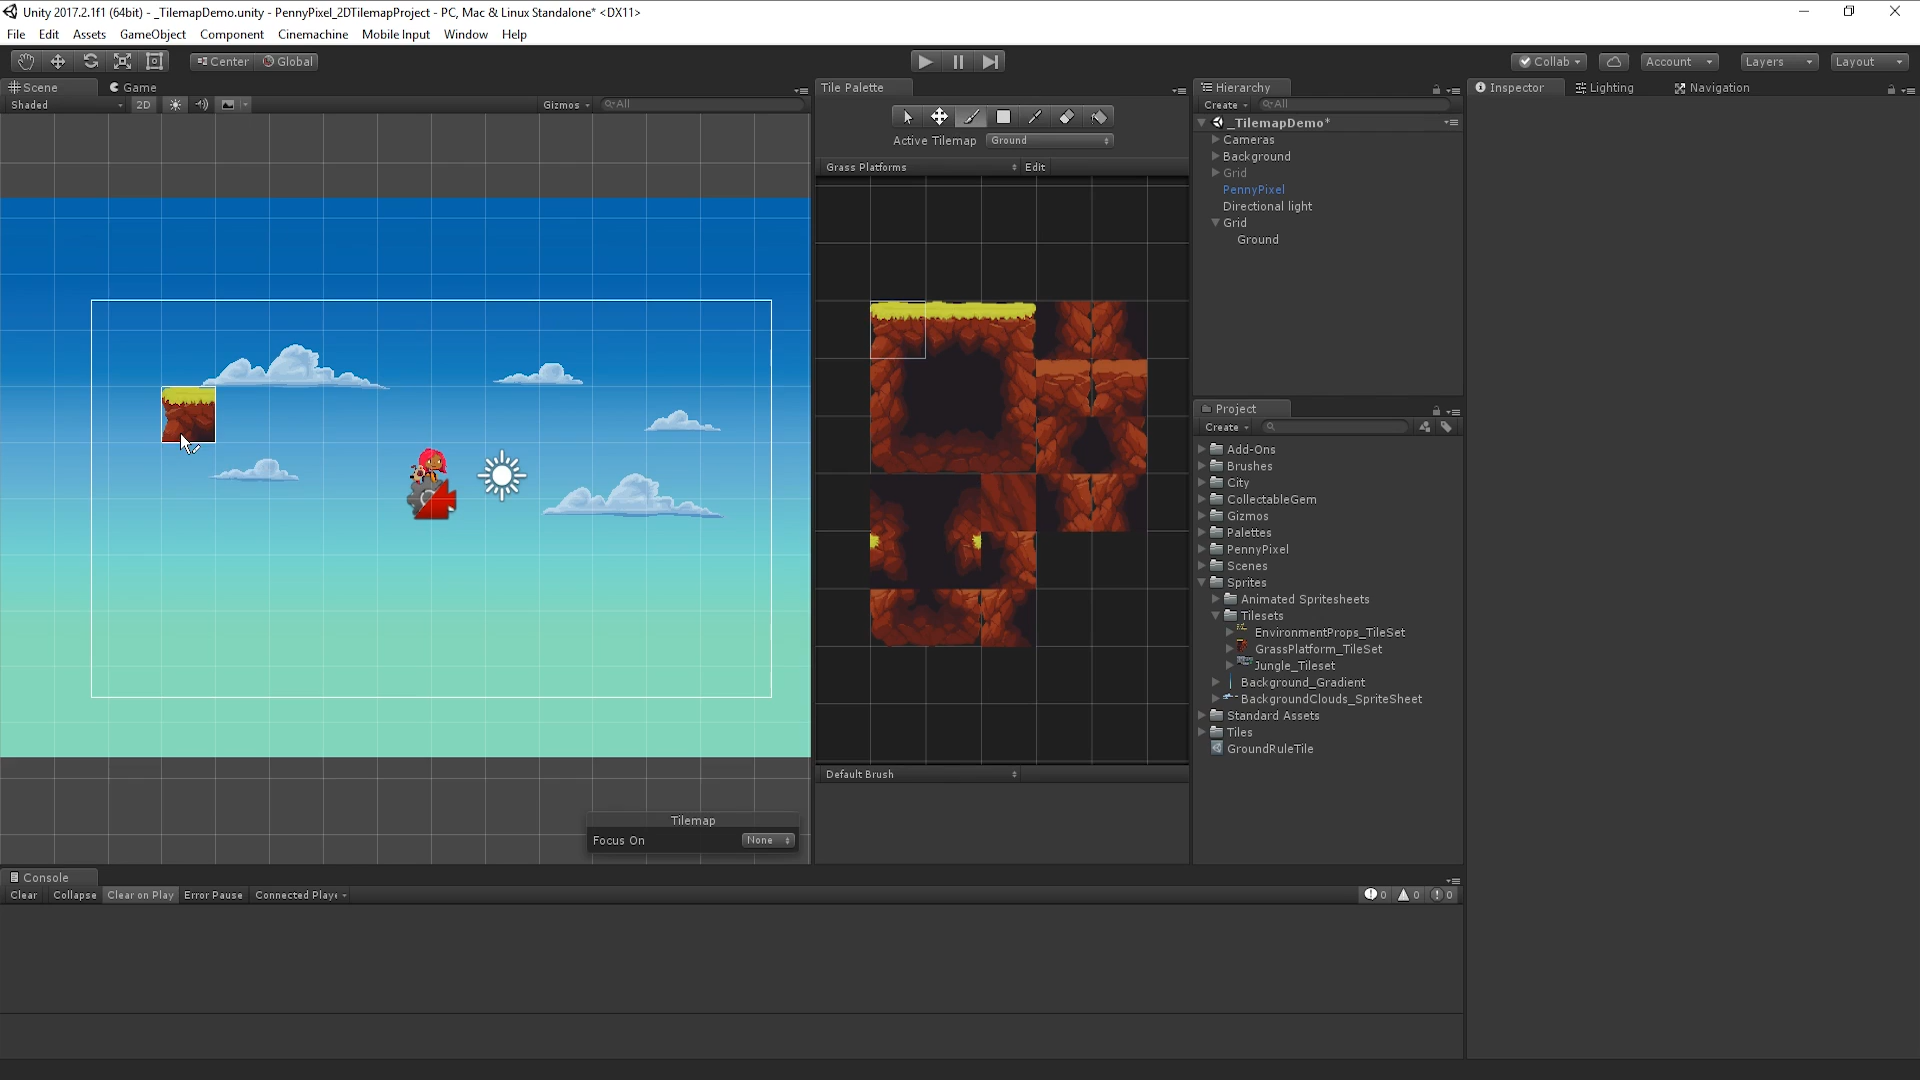 Unity 2017.2.1f1 (64bit) - _TilemapDemo.unity - PennyPixel_2DTilemapProject - PC, Mac & Linux Standalone* <DX11>
File Edit Assets GameObject Component Cinemachine Mobile Input Window Help
Center Global Collab Account Layers Layout
Scene Game Tile Palette Hierarchy Inspector Lighting Navigation
Shaded 2D Gizmos All Create All
_TilemapDemo*
Active Tilemap Ground
Grass Platforms Edit
Cameras
Background
Grid
PennyPixel
Directional light
Grid
Ground
Project
Create
Add-Ons
Brushes
City
CollectableGem
Gizmos
Palettes
PennyPixel
Scenes
Sprites
Animated Spritesheets
Tilesets
EnvironmentProps_TileSet
GrassPlatform_TileSet
Jungle_Tileset
Background_Gradient
BackgroundClouds_SpriteSheet
Standard Assets
Tiles
GroundRuleTile
Default Brush
Tilemap
Focus On None
Console
Clear Collapse Clear on Play Error Pause Connected Playe 0 0 0